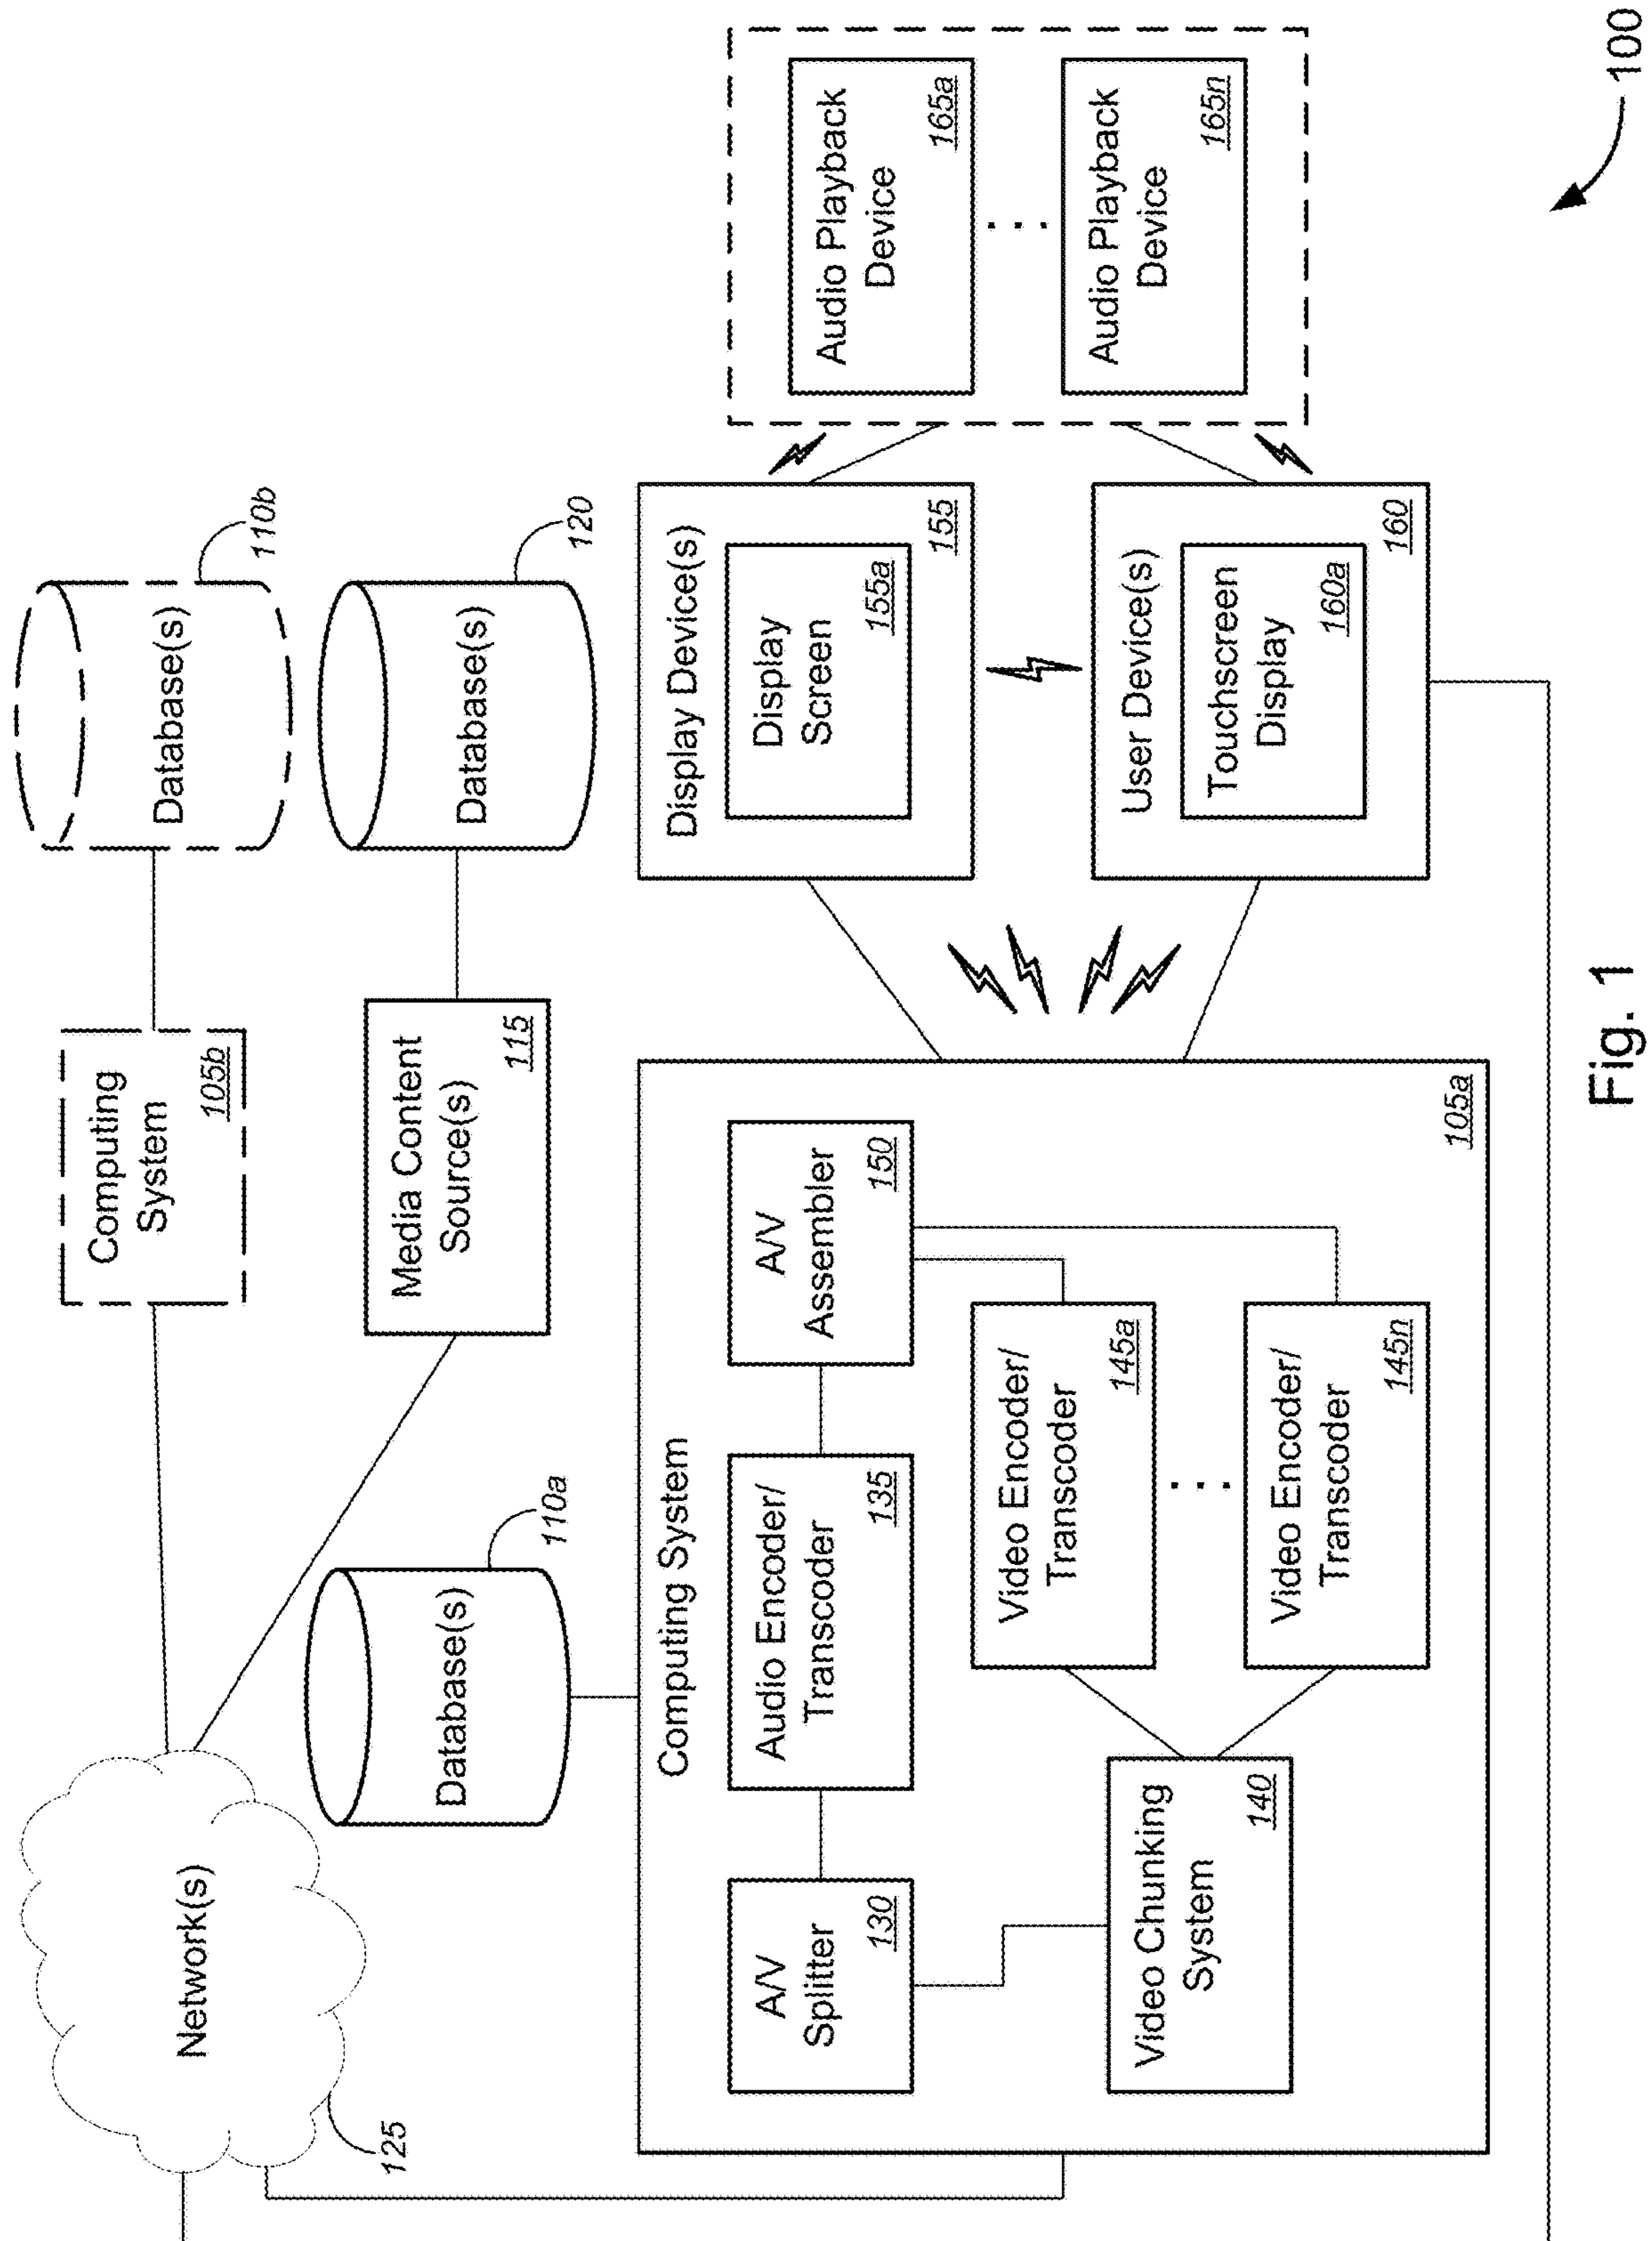 Network(s)
125
Computing
System
105b
Database(s)
110b
Media Content
Source(s)
115
Database(s)
120
Database(s)
110a
Computing System
A/V
Splitter
130
Audio Encoder/
Transcoder
135
A/V
Assembler
150
Video Chunking
System
140
Video Encoder/
Transcoder
145a
. . .
Video Encoder/
Transcoder
145n
105a
Display Device(s)
Display
Screen
155a
155
User Device(s)
Touchscreen
Display
160a
160
Audio Playback
Device
165a
. . .
Audio Playback
Device
165n
100
Fig. 1